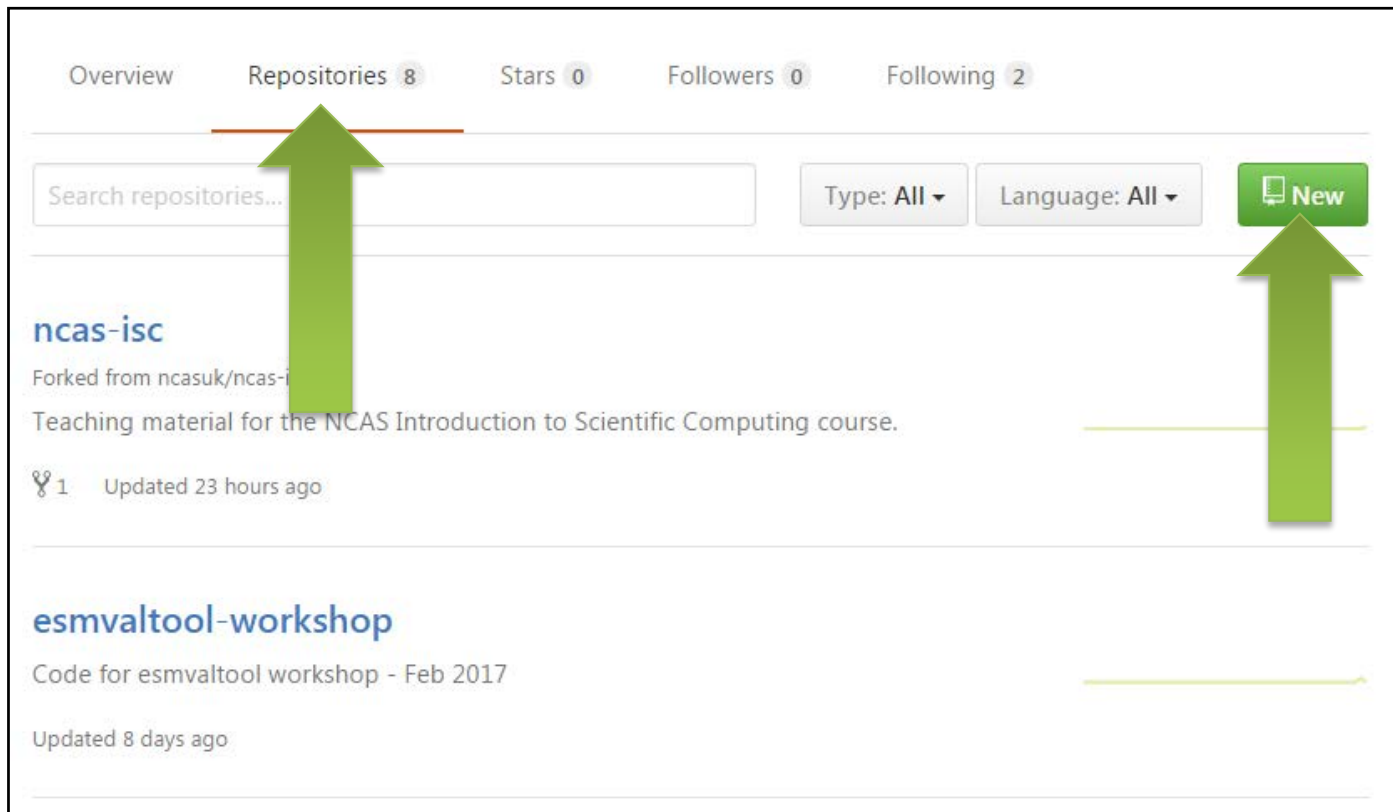 Overview Repositories 8 Stars 0 Followers 0 Following 2
Search repositories... Type: All Language: All New
ncas-isc
Forked from ncasuk/ncas-i
Teaching material for the NCAS Introduction to Scientific Computing course.
1 Updated 23 hours ago
esmvaltool-workshop
Code for esmvaltool workshop - Feb 2017
Updated 8 days ago